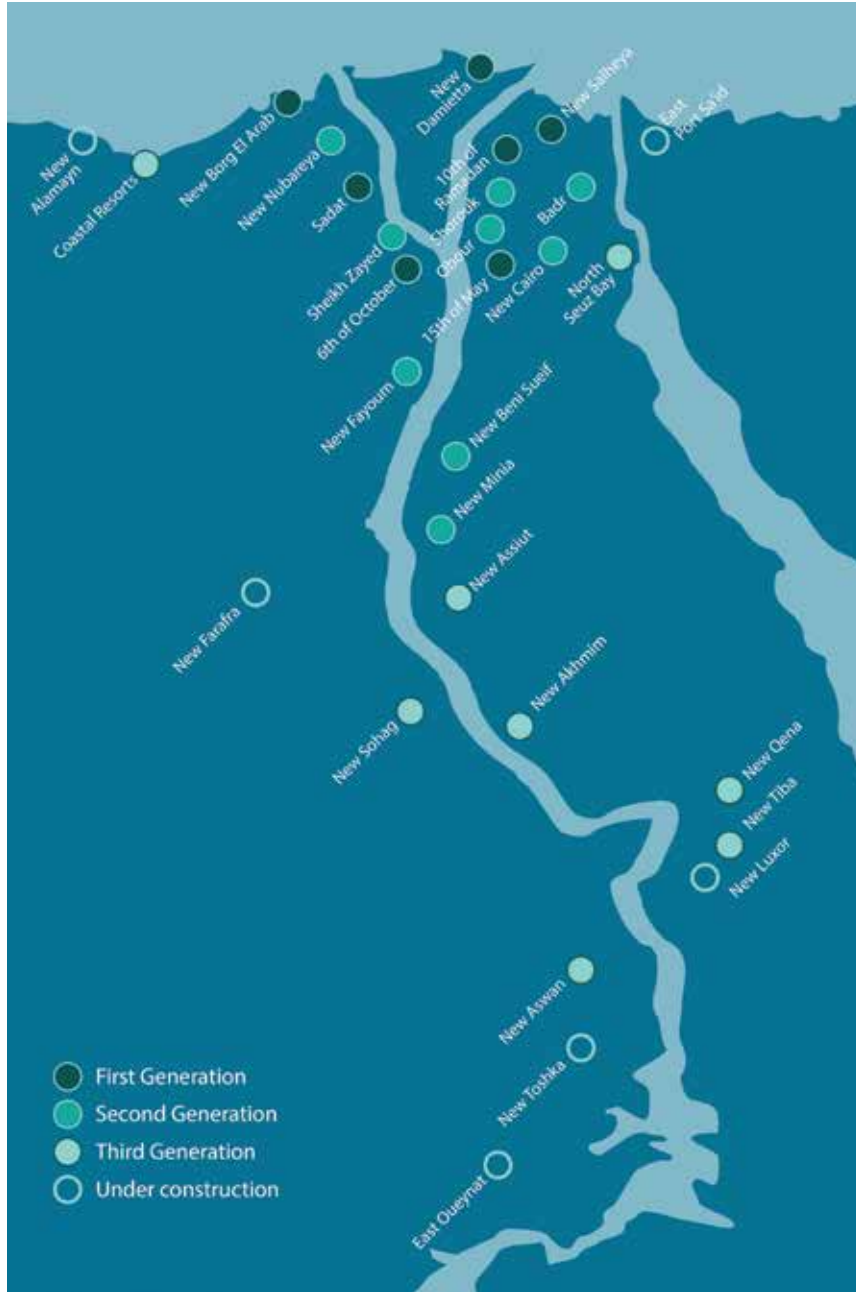 New
Damietta
New Salheya
New Borg El Arab
East
Port Sa'id
New
Alamayn
Coastal Resorts
New Nubareya
10th of
Ramadan
Sadat
Shorouk
Badr
Sheikh Zayed
Obour
6th of October
15th of May
New Cairo
North
Seuz Bay
New Fayoum
New Beni Sueif
New Minia
New Assiut
New Farafra
New Akhmim
New Sohag
New Qena
New Tiba
New Luxor
New Aswan
New Toshka
East Oueynat
First Generation
Second Generation
Third Generation
Under construction